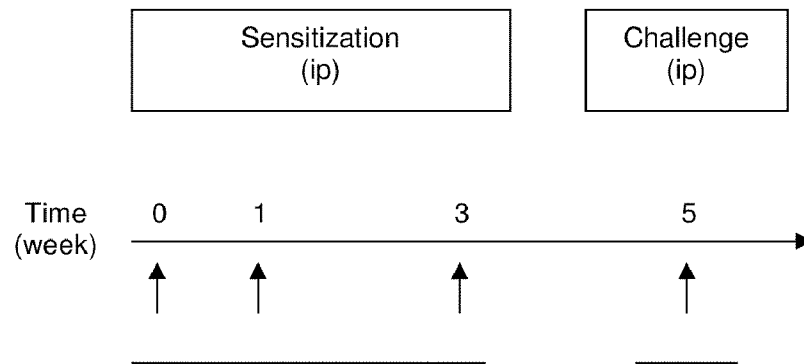 Sensitization
(ip)
Challenge
(ip)
Time
(week)
0 1 3 5